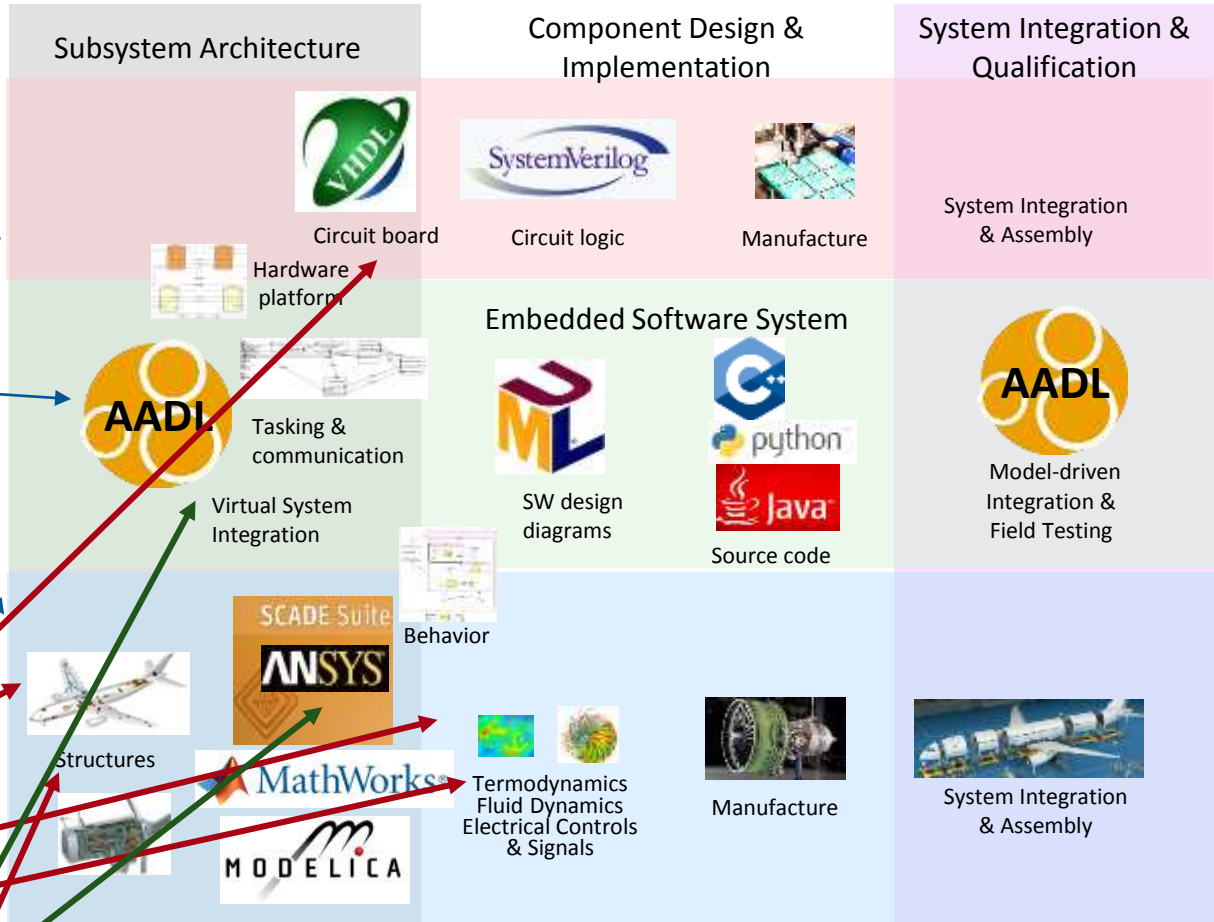 Subsystem Architecture
Component Design &
Implementation
System Integration &
Qualification
VHDL
Circuit board
SystemVerilog
Circuit logic
Manufacture
System Integration
& Assembly
Hardware
platform
AADL
Tasking &
communication
Virtual System
Integration
Embedded Software System
UML
SW design
diagrams
C++
python
Java
Source code
AADL
Model-driven
Integration &
Field Testing
SCADE Suite
ANSYS
Behavior
Structures
MathWorks
MODELICA
Termodynamics
Fluid Dynamics
Electrical Controls
& Signals
Manufacture
System Integration
& Assembly